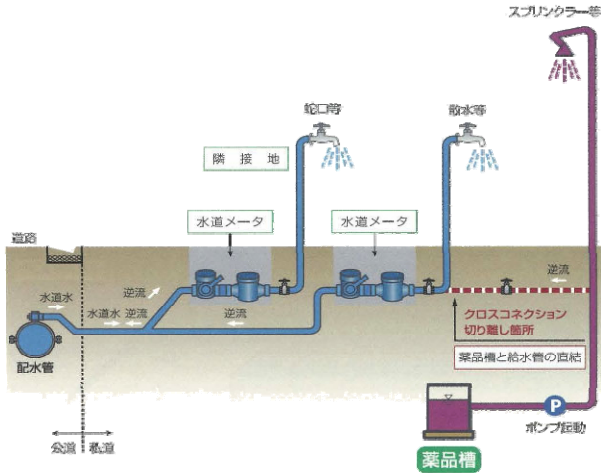 スプリンクラー等
蛇口等
散水等
隣接地
水道メータ
水道メータ
道路
逆流
水道水
逆流
水道水
逆流
逆流
クロスコネクション
切り離し箇所
配水管
薬品槽と給水管の直結
P
ポンプ起動
公道
私道
薬品槽